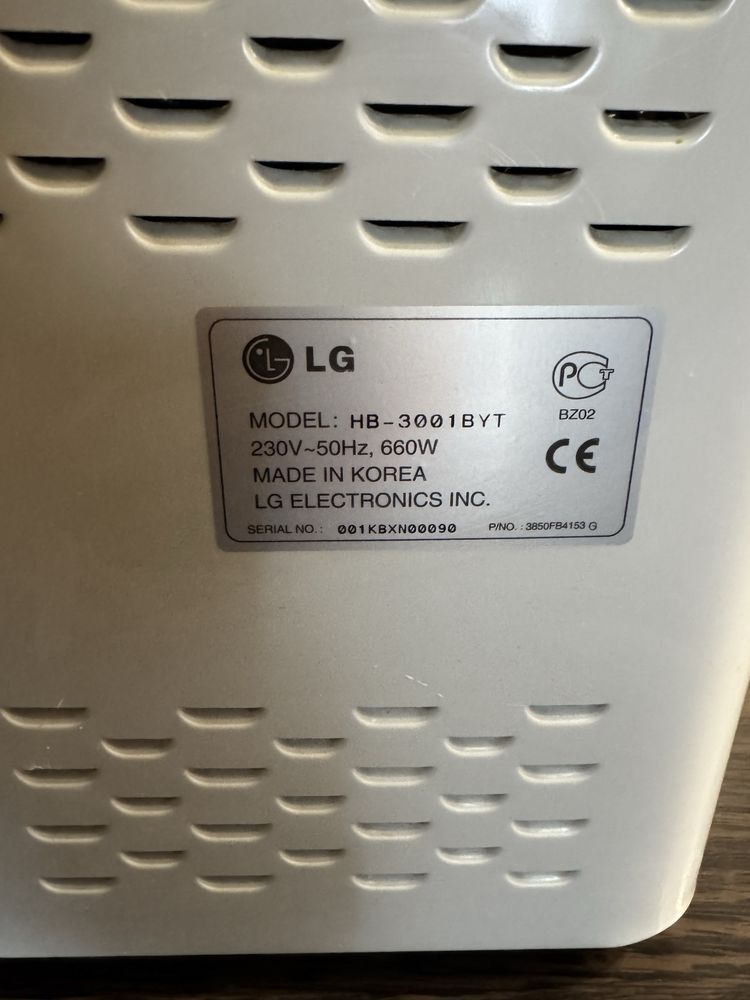 LG
PCT
BZ02
MODEL: HB-3001BYT
230V~50Hz, 660W
CE
MADE IN KOREA
LG ELECTRONICS INC.
SERIAL NO.: 001KBXN00090 P/NO.: 3850FB4153 G